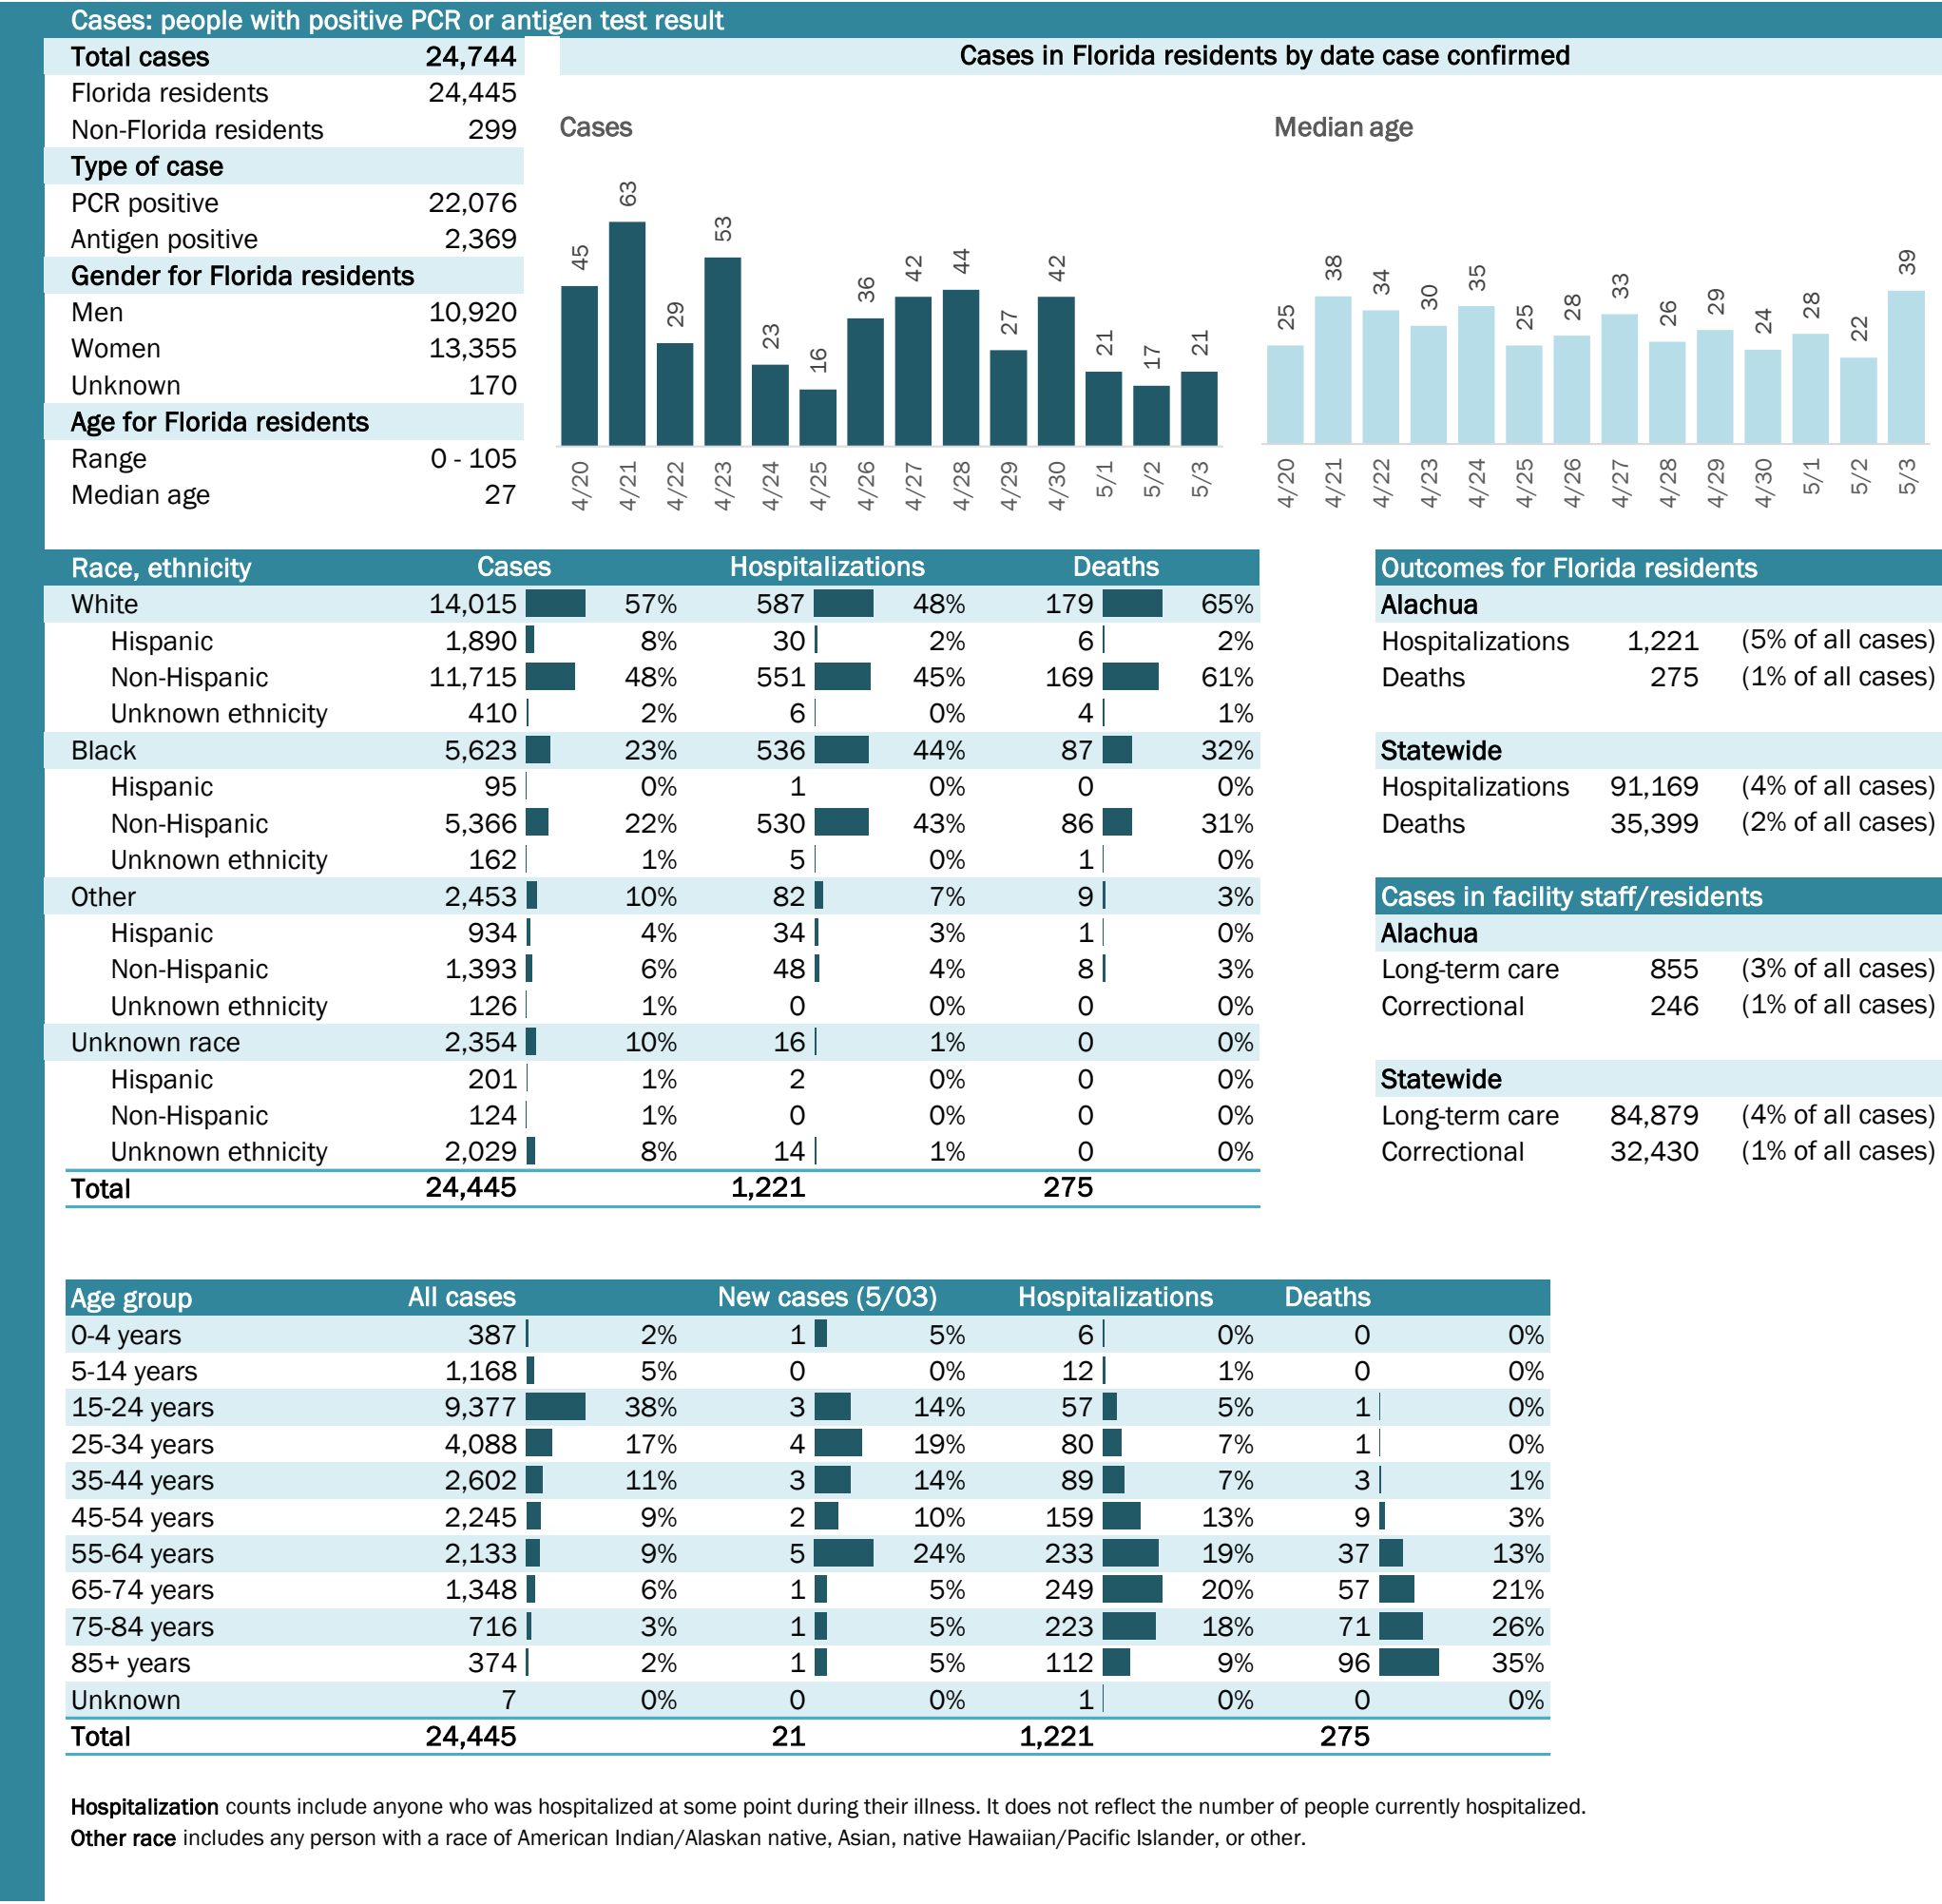 Cases: people with positive PCR or antigen test result
Total cases 24,744
Florida residents 24,445
Non-Florida residents 299
Type of case
PCR positive 22,076
Antigen positive 2,369
Gender for Florida residents
Men 10,920
Women 13,355
Unknown 170
Age for Florida residents
Range 0 - 105
Median age 27
Cases in Florida residents by date case confirmed
Cases
45 63 29 53 23 16 36 42 44 27 42 21 17 21
4/20 4/21 4/22 4/23 4/24 4/25 4/26 4/27 4/28 4/29 4/30 5/1 5/2 5/3
Median age
25 38 34 30 35 25 28 33 26 29 24 28 22 39
4/20 4/21 4/22 4/23 4/24 4/25 4/26 4/27 4/28 4/29 4/30 5/1 5/2 5/3
Race, ethnicity Cases Hospitalizations Deaths
White 14,015 57% 587 48% 179 65%
Hispanic 1,890 8% 30 2% 6 2%
Non-Hispanic 11,715 48% 551 45% 169 61%
Unknown ethnicity 410 2% 6 0% 4 1%
Black 5,623 23% 536 44% 87 32%
Hispanic 95 0% 1 0% 0 0%
Non-Hispanic 5,366 22% 530 43% 86 31%
Unknown ethnicity 162 1% 5 0% 1 0%
Other 2,453 10% 82 7% 9 3%
Hispanic 934 4% 34 3% 1 0%
Non-Hispanic 1,393 6% 48 4% 8 3%
Unknown ethnicity 126 1% 0 0% 0 0%
Unknown race 2,354 10% 16 1% 0 0%
Hispanic 201 1% 2 0% 0 0%
Non-Hispanic 124 1% 0 0% 0 0%
Unknown ethnicity 2,029 8% 14 1% 0 0%
Total 24,445 1,221 275
Outcomes for Florida residents
Alachua
Hospitalizations 1,221 (5% of all cases)
Deaths 275 (1% of all cases)
Statewide
Hospitalizations 91,169 (4% of all cases)
Deaths 35,399 (2% of all cases)
Cases in facility staff/residents
Alachua
Long-term care 855 (3% of all cases)
Correctional 246 (1% of all cases)
Statewide
Long-term care 84,879 (4% of all cases)
Correctional 32,430 (1% of all cases)
Age group All cases New cases (5/03) Hospitalizations Deaths
0-4 years 387 2% 1 5% 6 0% 0 0%
5-14 years 1,168 5% 0 0% 12 1% 0 0%
15-24 years 9,377 38% 3 14% 57 5% 1 0%
25-34 years 4,088 17% 4 19% 80 7% 1 0%
35-44 years 2,602 11% 3 14% 89 7% 3 1%
45-54 years 2,245 9% 2 10% 159 13% 9 3%
55-64 years 2,133 9% 5 24% 233 19% 37 13%
65-74 years 1,348 6% 1 5% 249 20% 57 21%
75-84 years 716 3% 1 5% 223 18% 71 26%
85+ years 374 2% 1 5% 112 9% 96 35%
Unknown 7 0% 0 0% 1 0% 0 0%
Total 24,445 21 1,221 275
Hospitalization counts include anyone who was hospitalized at some point during their illness. It does not reflect the number of people currently hospitalized.
Other race includes any person with a race of American Indian/Alaskan native, Asian, native Hawaiian/Pacific Islander, or other.